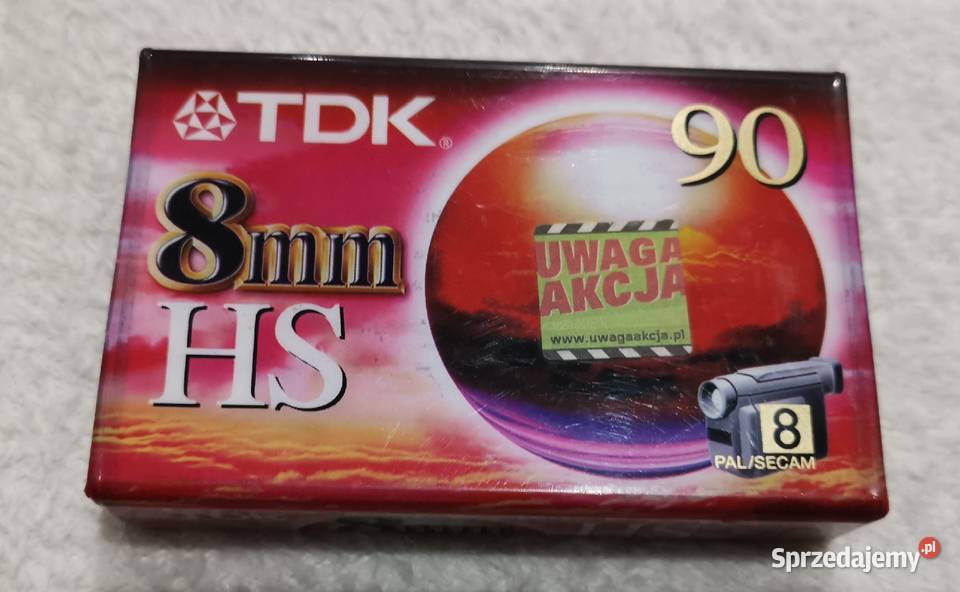 TDK®
90
8mm
HS
UWAGA
AKCJA
www.uwagaakcja.pl
8
PAL/SECAM
Sprzedajemy.pl